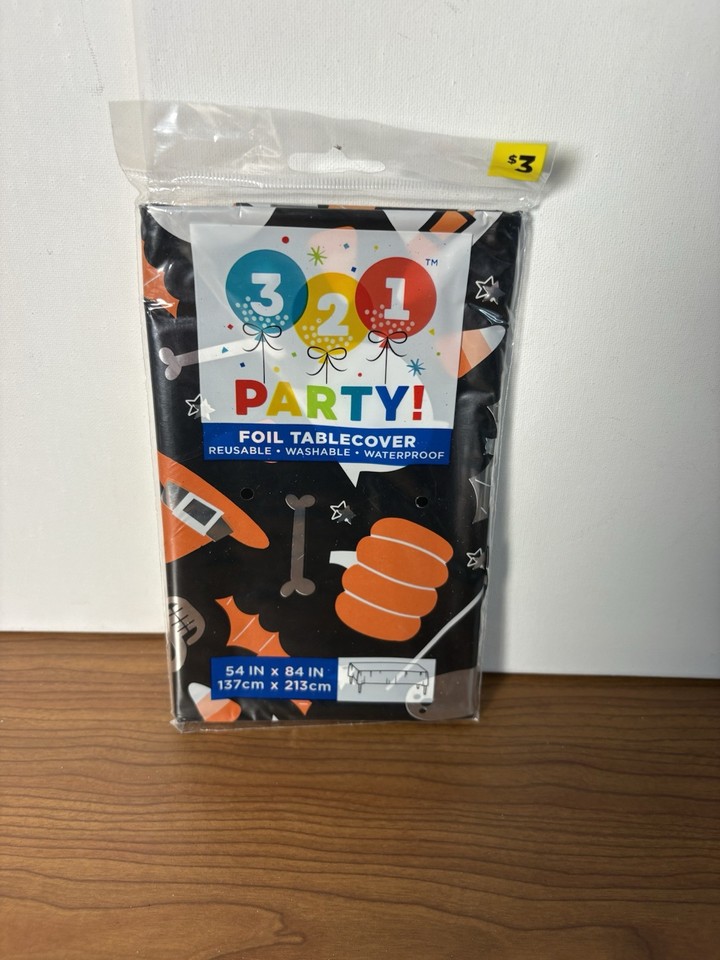 $3
3 2 1 ™
PARTY!
FOIL TABLECOVER
REUSABLE • WASHABLE • WATERPROOF
54 IN x 84 IN
137cm x 213cm